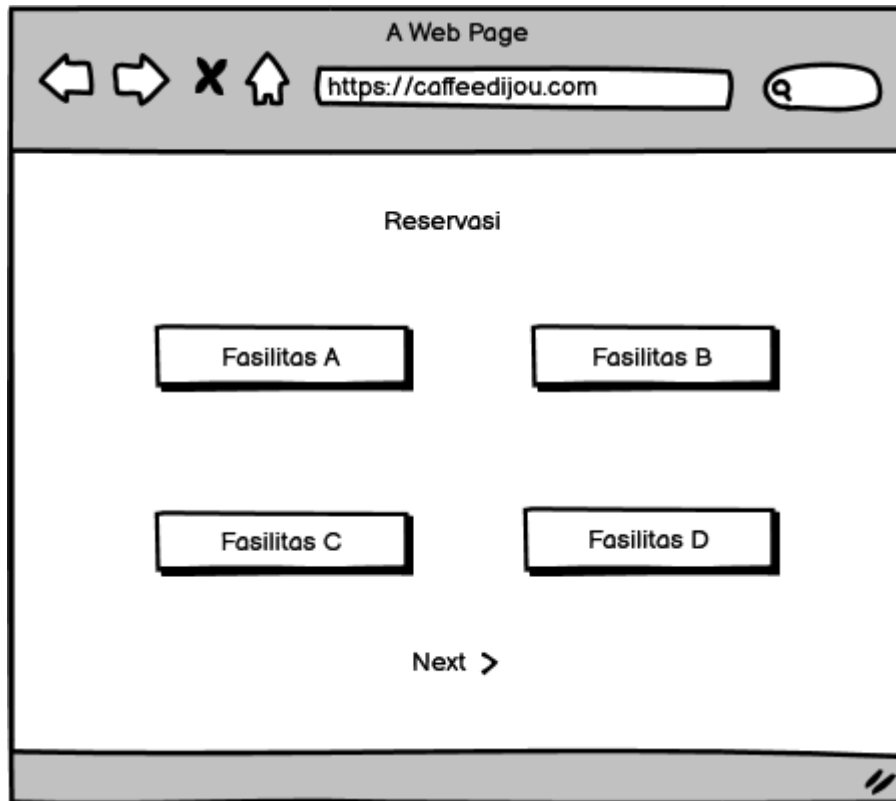 A Web Page
https://caffeedijou.com
Reservasi
Fasilitas A
Fasilitas B
Fasilitas C
Fasilitas D
Next >